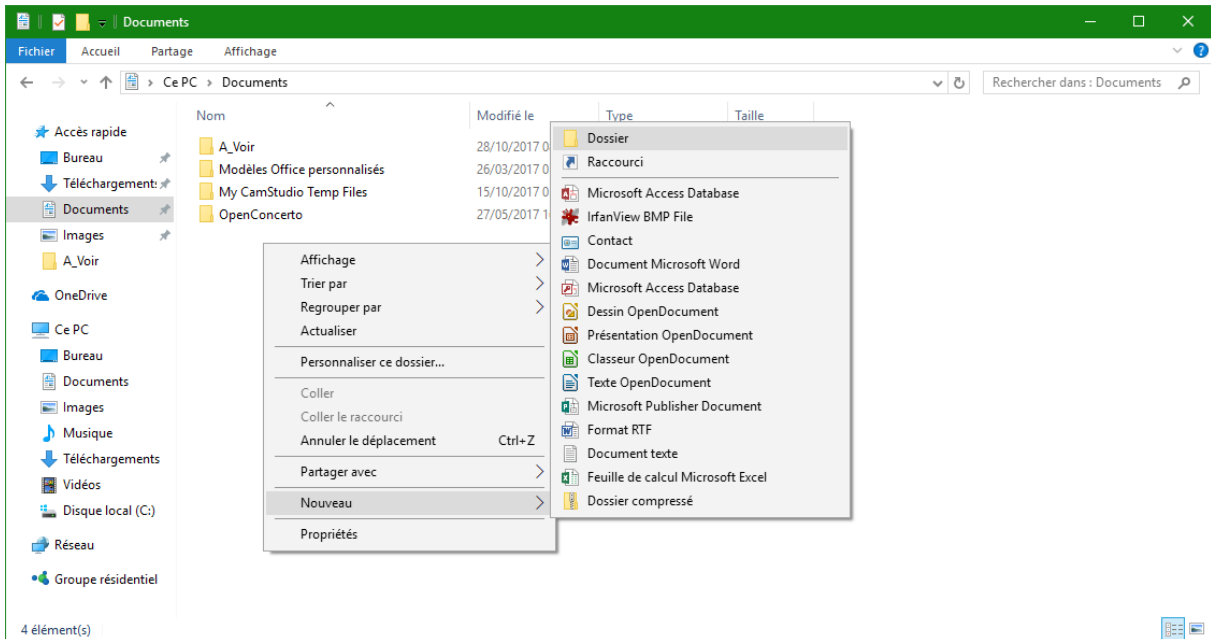 Documents
Fichier Accueil Partage Affichage
Ce PC › Documents
Rechercher dans : Documents
Nom Modifié le Type Taille
Accès rapide
Bureau
Téléchargements
Documents
Images
A_Voir
OneDrive
Ce PC
Bureau
Documents
Images
Musique
Téléchargements
Vidéos
Disque local (C:)
Réseau
Groupe résidentiel
A_Voir 28/10/2017 0
Modèles Office personnalisés 26/03/2017 0
My CamStudio Temp Files 15/10/2017 0
OpenConcerto 27/05/2017 1
Affichage
Trier par
Regrouper par
Actualiser
Personnaliser ce dossier...
Coller
Coller le raccourci
Annuler le déplacement Ctrl+Z
Partager avec
Nouveau
Propriétés
Dossier
Raccourci
Microsoft Access Database
IrfanView BMP File
Contact
Document Microsoft Word
Microsoft Access Database
Dessin OpenDocument
Présentation OpenDocument
Classeur OpenDocument
Texte OpenDocument
Microsoft Publisher Document
Format RTF
Document texte
Feuille de calcul Microsoft Excel
Dossier compressé
4 élément(s)